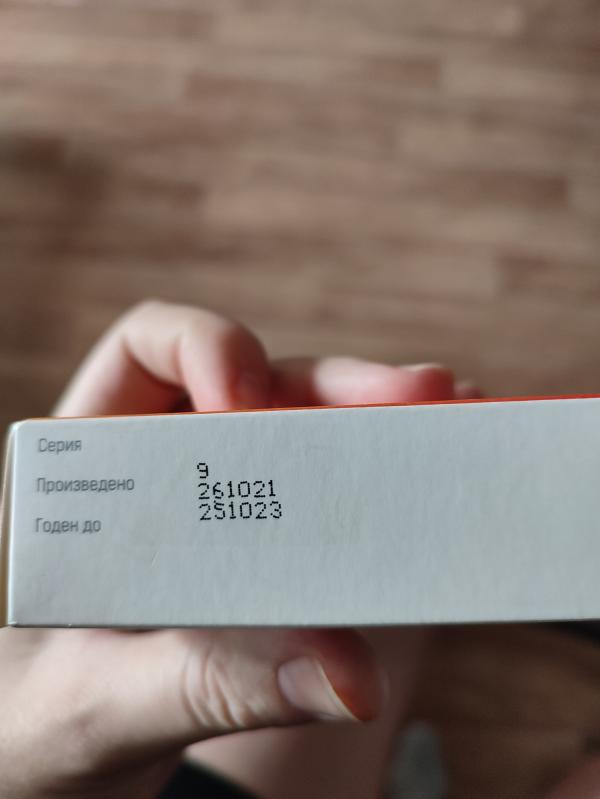 Серия
9
Произведено
261021
Годен до
251023